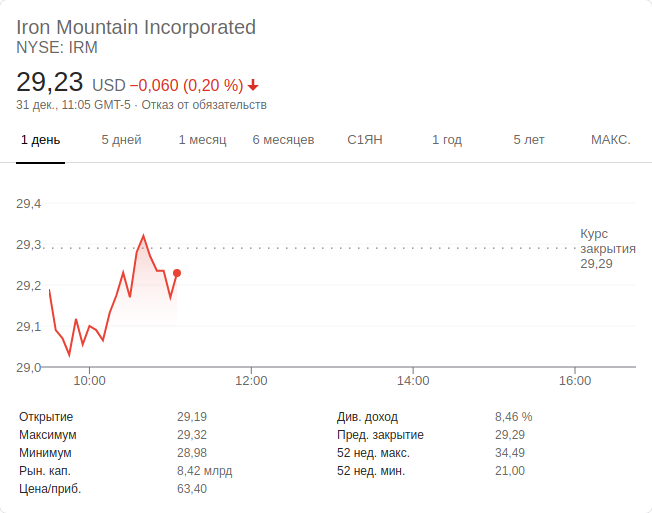 Iron Mountain Incorporated
NYSE: IRM
29,23 USD −0,060 (0,20 %)
31 дек., 11:05 GMT-5 · Отказ от обязательств
1 день 5 дней 1 месяц 6 месяцев С1ЯН 1 год 5 лет МАКС.
29,4
29,3
29,2
29,1
29,0
Курс
закрытия
29,29
10:00 12:00 14:00 16:00
Открытие 29,19 Див. доход 8,46 %
Максимум 29,32 Пред. закрытие 29,29
Минимум 28,98 52 нед. макс. 34,49
Рын. кап. 8,42 млрд 52 нед. мин. 21,00
Цена/приб. 63,40